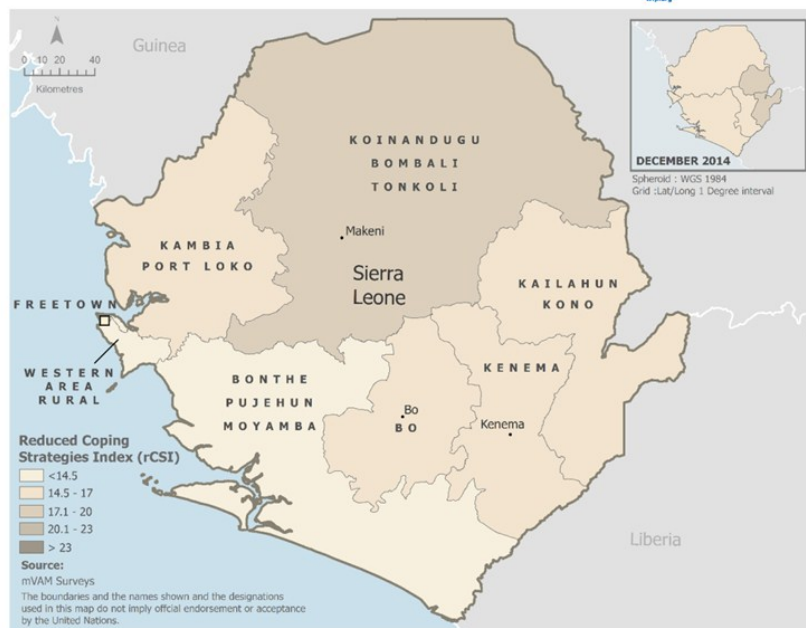 Guinea
0 10 20 40
Kilometres
N
KOINANDUGU
BOMBALI
TONKOLI
Makeni
Sierra
Leone
KAMBIA
PORT LOKO
FREETOWN
WESTERN
AREA
RURAL
KAILAHUN
KONO
BONTHE
PUJEHUN
MOYAMBA
Bo
BO
KENEMA
Kenema
Liberia
DECEMBER 2014
Spheroid : WGS 1984
Grid :Lat/Long 1 Degree interval
Reduced Coping
Strategies Index (rCSI)
<14.5
14.5 - 17
17.1 - 20
20.1 - 23
> 23
Source:
mVAM Surveys
The boundaries and the names shown and the designations
used in this map do not imply offcial endorsement or acceptance
by the United Nations.